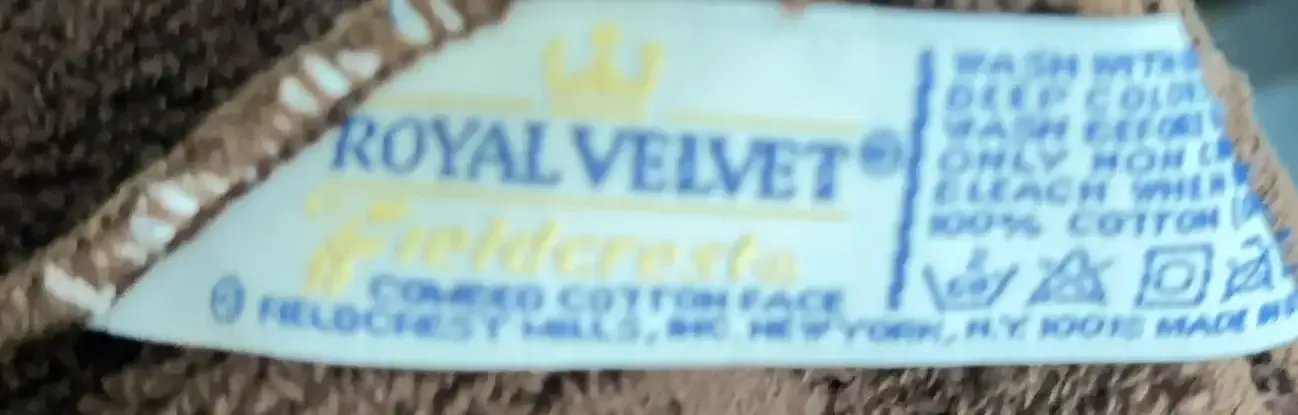 ROYAL VELVET®
Fieldcrest®
COMBED COTTON FACE
© FIELDCREST MILLS, INC NEW YORK, N.Y. MADE IN
WASH WITH
DEEP COLOR
WASH BEFORE
ONLY NON
BLEACH WHEN
100% COTTON